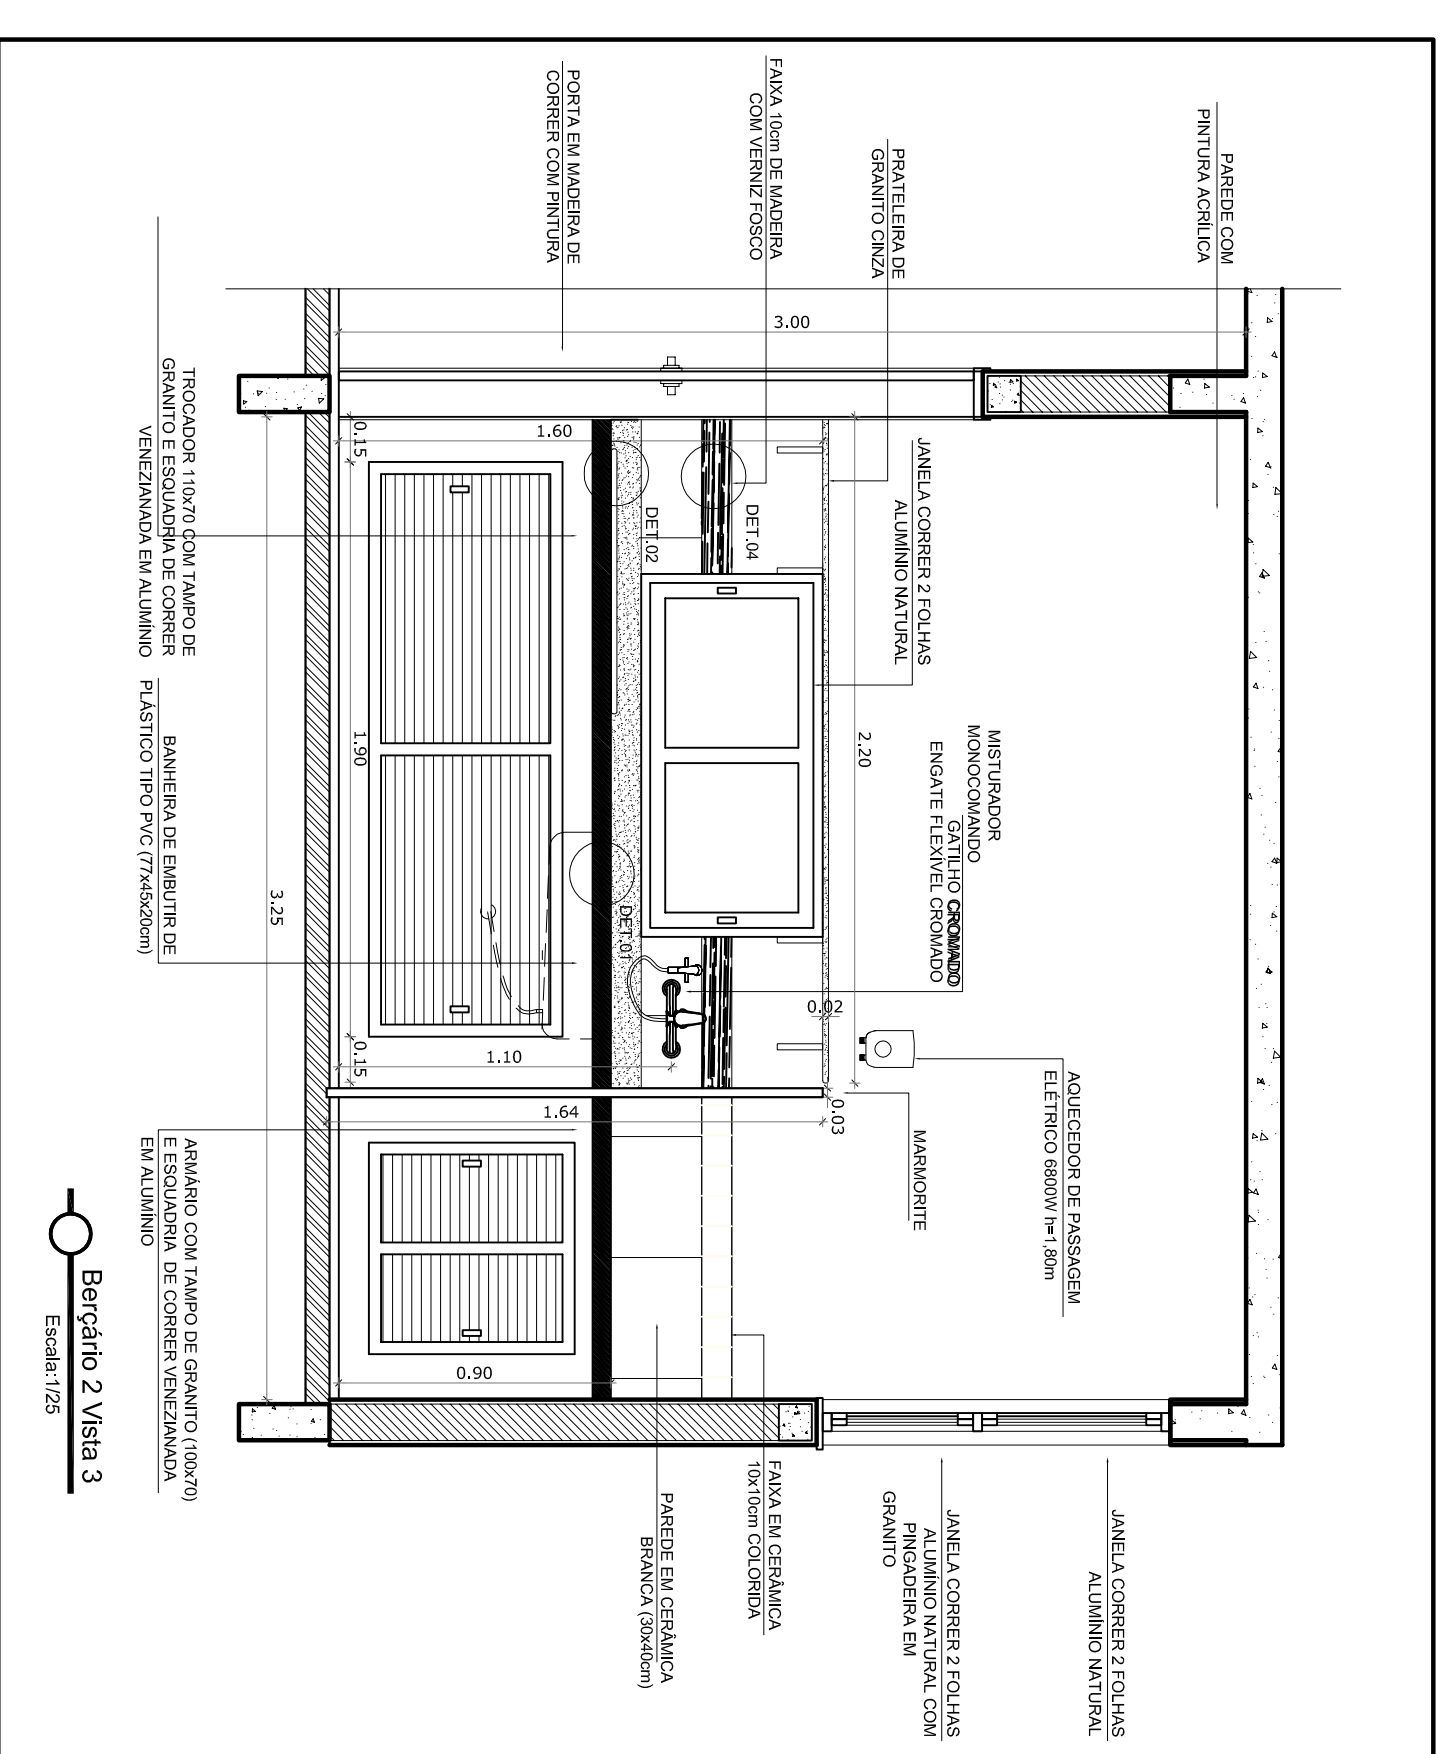 PAREDE COM
PINTURA ACRÍLICA
PRATELEIRA DE
GRANITO CINZA
FAIXA 10cm DE MADEIRA
COM VERNIZ FOSCO
PORTA EM MADEIRA DE
CORRER COM PINTURA
3.00
JANELA CORRER 2 FOLHAS
ALUMÍNIO NATURAL
2.20
MISTURADOR
MONOCOMANDO
GATILHO CROMADO
ENGATE FLEXÍVEL CROMADO
0.02
AQUECEDOR DE PASSAGEM
ELÉTRICO 6800W h=1,80m
MARMORITE
0.03
JANELA CORRER 2 FOLHAS
ALUMÍNIO NATURAL
JANELA CORRER 2 FOLHAS
ALUMÍNIO NATURAL COM
PINGADEIRA EM
GRANITO
FAIXA EM CERÂMICA
10x10cm COLORIDA
PAREDE EM CERÂMICA
BRANCA (30x40cm)
DET.04
DET.02
DET.01
1.60
1.10
1.64
0.90
0.15
1.90
0.15
3.25
TROCADOR 110x70 COM TAMPO DE
GRANITO E ESQUADRIA DE CORRER
VENEZIANADA EM ALUMÍNIO
BANHEIRA DE EMBUTIR DE
PLÁSTICO TIPO PVC (77x45x20cm)
ARMÁRIO COM TAMPO DE GRANITO (100x70)
E ESQUADRIA DE CORRER VENEZIANADA
EM ALUMÍNIO
Berçário 2 Vista 3
Escala:1/25